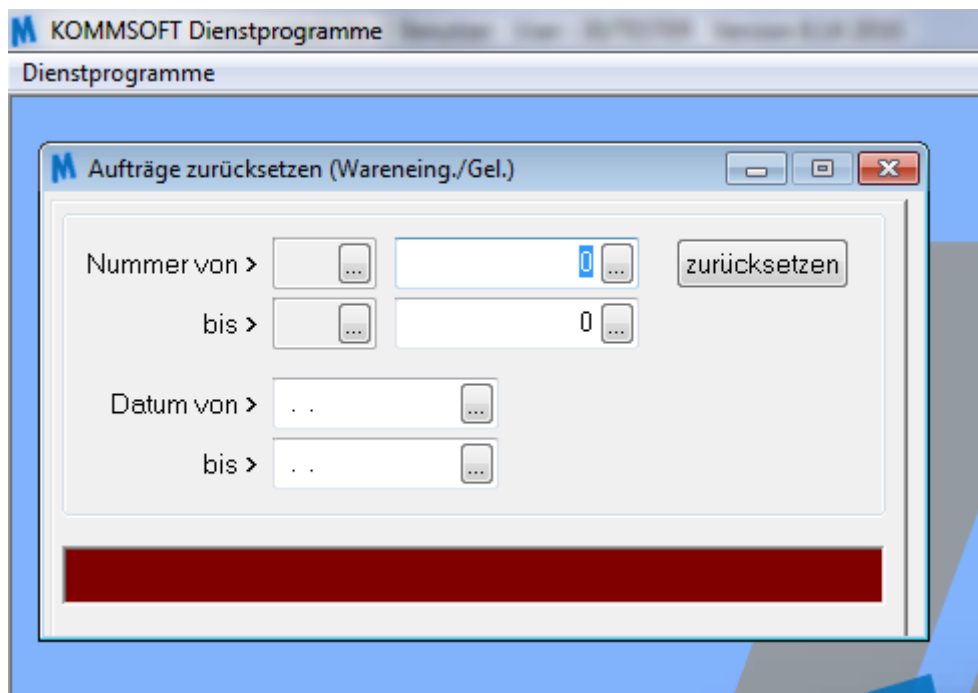 KOMMSOFT Dienstprogramme
Dienstprogramme
Aufträge zurücksetzen (Wareneing./Gel.)
Nummer von > ... 0 ... zurücksetzen
bis > ... 0 ...
Datum von > . . ...
bis > . . ...